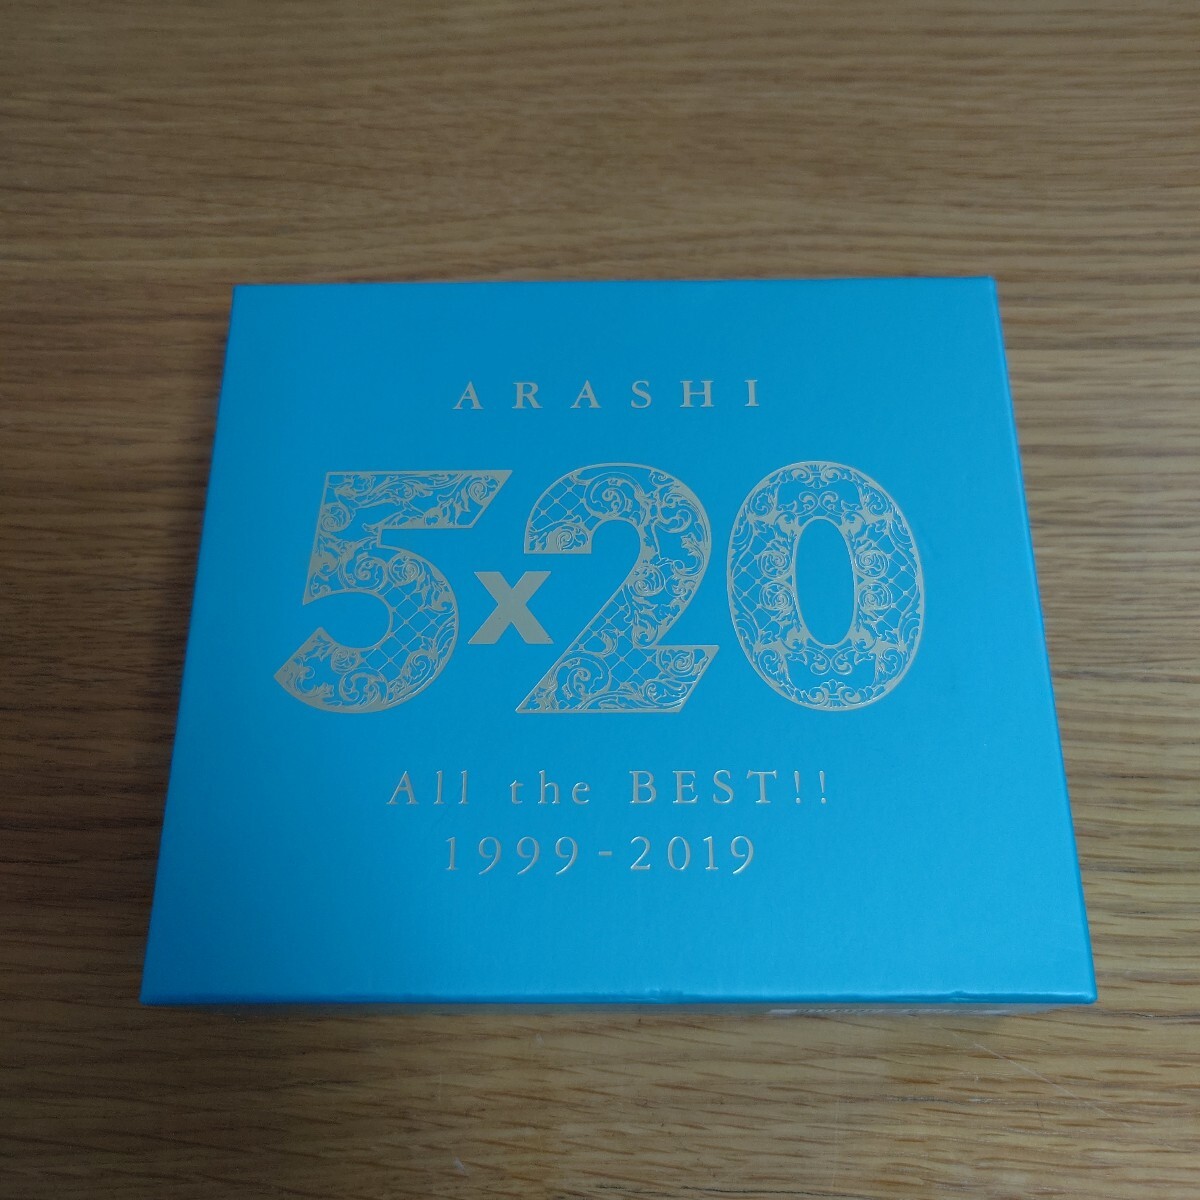 ARASHI
5x20
All the BEST!!
1999-2019